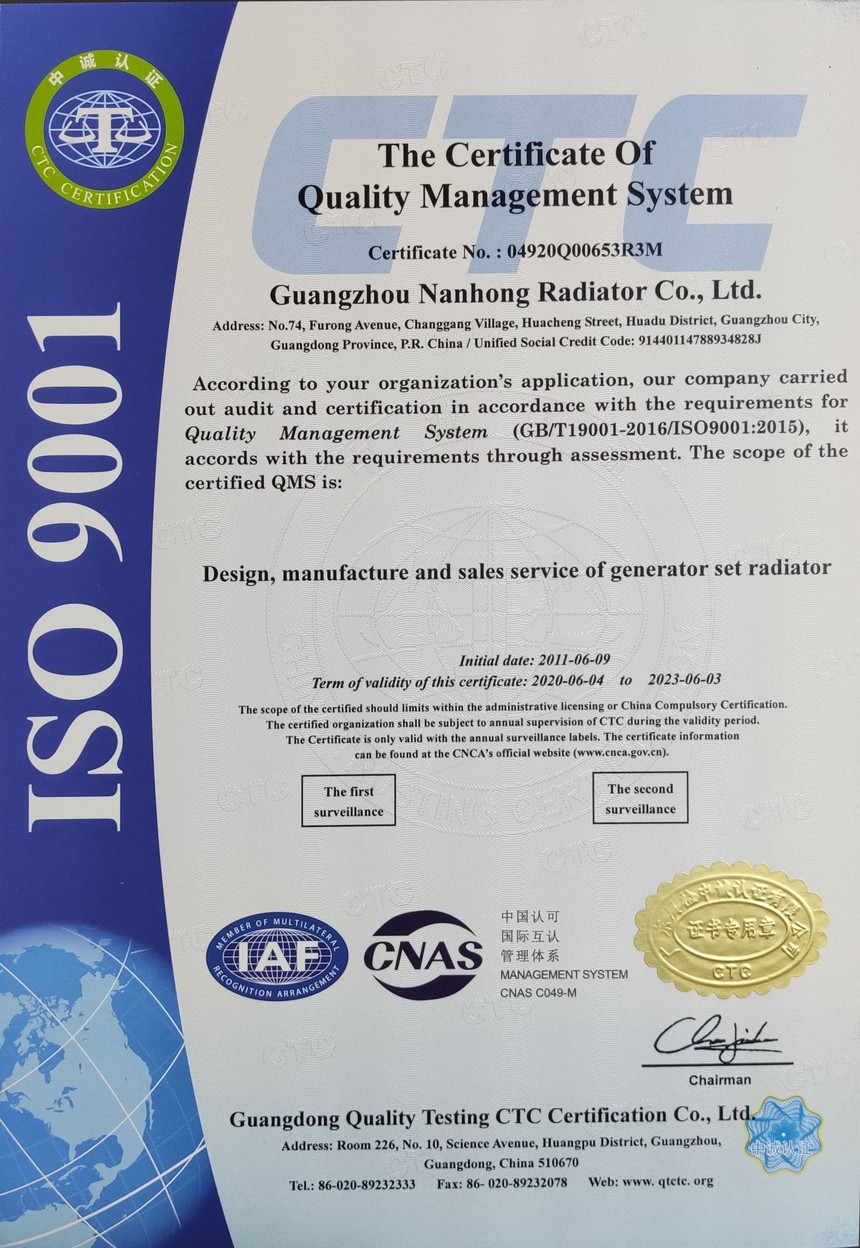 中诚认证
CTC CERTIFICATION
ISO 9001
CTC
The Certificate Of
Quality Management System
Certificate No. : 04920Q00653R3M
Guangzhou Nanhong Radiator Co., Ltd.
Address: No.74, Furong Avenue, Changgang Village, Huacheng Street, Huadu District, Guangzhou City,
Guangdong Province, P.R. China / Unified Social Credit Code: 91440114788934828J
According to your organization's application, our company carried
out audit and certification in accordance with the requirements for
Quality Management System (GB/T19001-2016/ISO9001:2015), it
accords with the requirements through assessment. The scope of the
certified QMS is:
Design, manufacture and sales service of generator set radiator
Initial date: 2011-06-09
Term of validity of this certificate: 2020-06-04 to 2023-06-03
The scope of the certified should limits within the administrative licensing or China Compulsory Certification.
The certified organization shall be subject to annual supervision of CTC during the validity period.
The Certificate is only valid with the annual surveillance labels. The certificate information
can be found at the CNCA's official website (www.cnca.gov.cn).
The first
surveillance
The second
surveillance
MEMBER OF MULTILATERAL
IAF
RECOGNITION ARRANGEMENT
CNAS
中国认可
国际互认
管理体系
MANAGEMENT SYSTEM
CNAS C049-M
证书专用章
CTC
Chairman
Guangdong Quality Testing CTC Certification Co., Ltd.
中诚认证
Address: Room 226, No. 10, Science Avenue, Huangpu District, Guangzhou,
Guangdong, China 510670
Tel.: 86-020-89232333 Fax: 86- 020-89232078 Web: www. qtctc. org